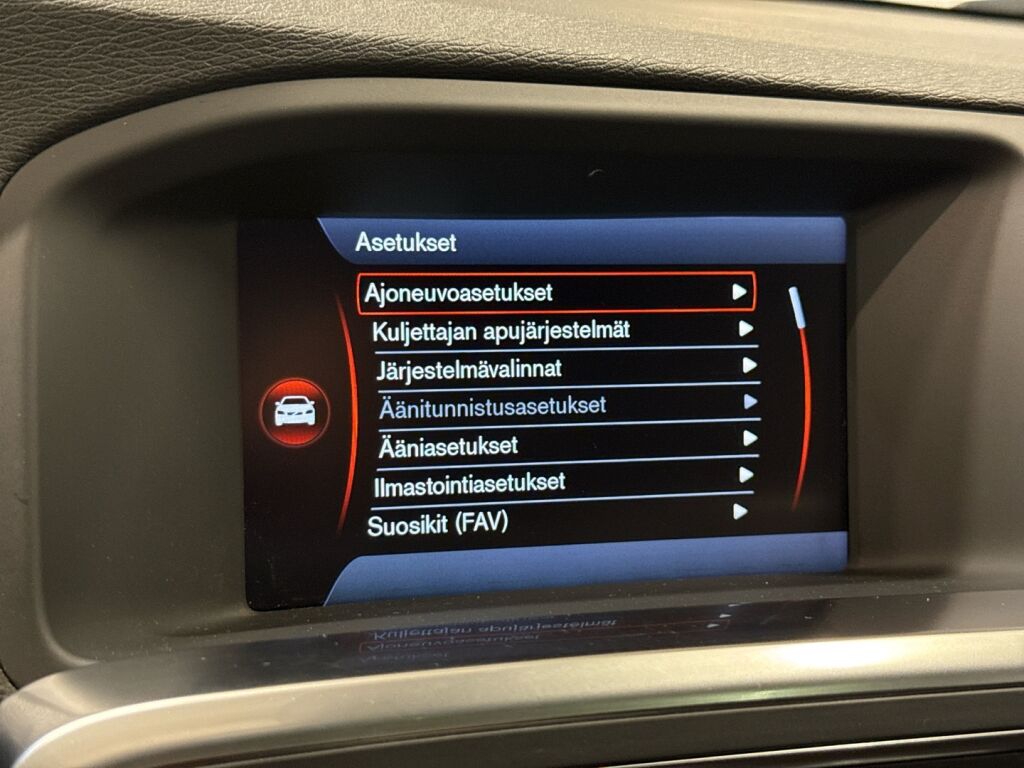 Asetukset
Ajoneuvoasetukset
Kuljettajan apujärjestelmät
Järjestelmävalinnat
Äänitunnistusasetukset
Ääniasetukset
Ilmastointiasetukset
Suosikit (FAV)